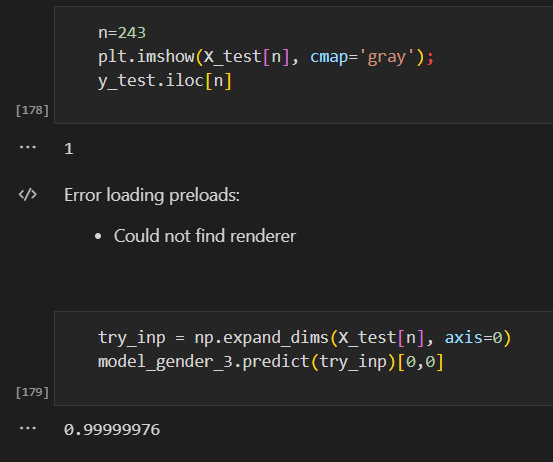 n=243
plt.imshow(X_test[n], cmap='gray');
y_test.iloc[n]
[178]
... 1
</> Error loading preloads:
• Could not find renderer
try_inp = np.expand_dims(X_test[n], axis=0)
model_gender_3.predict(try_inp)[0,0]
[179]
... 0.99999976